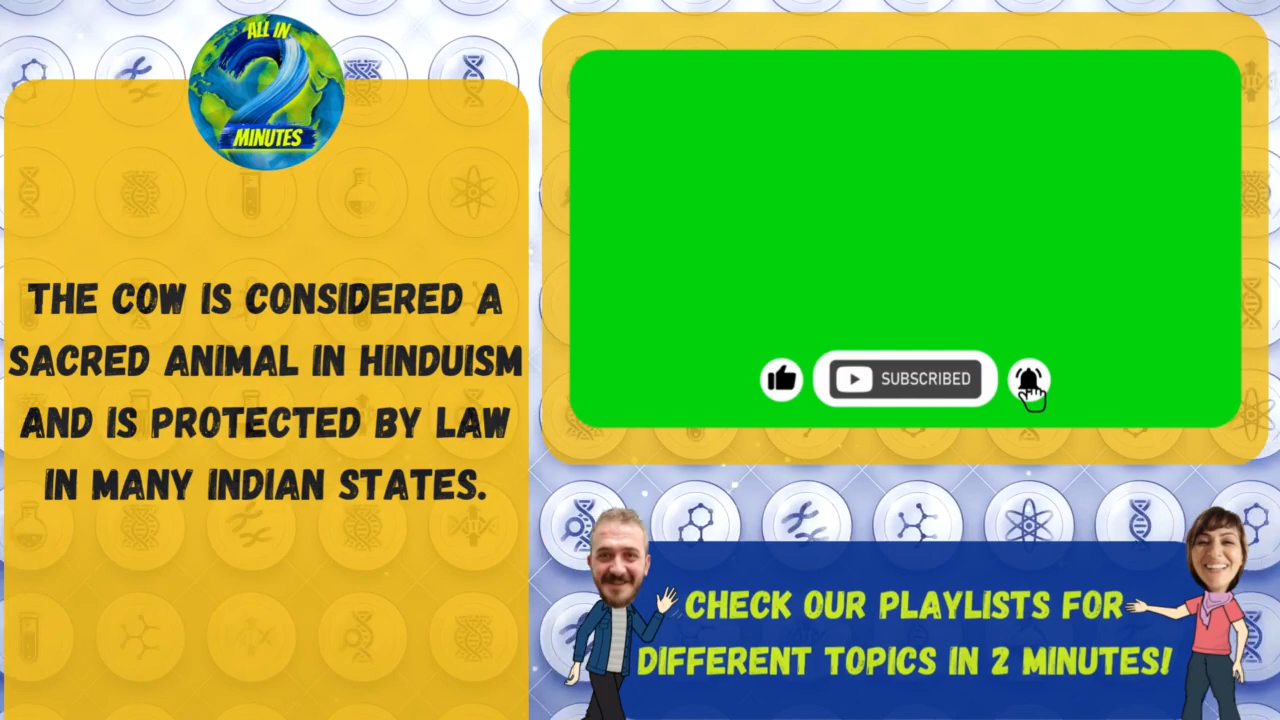 ALL IN
2
MINUTES
THE COW IS CONSIDERED A
SACRED ANIMAL IN HINDUISM
AND IS PROTECTED BY LAW
IN MANY INDIAN STATES.
SUBSCRIBED
CHECK OUR PLAYLISTS FOR
DIFFERENT TOPICS IN 2 MINUTES!